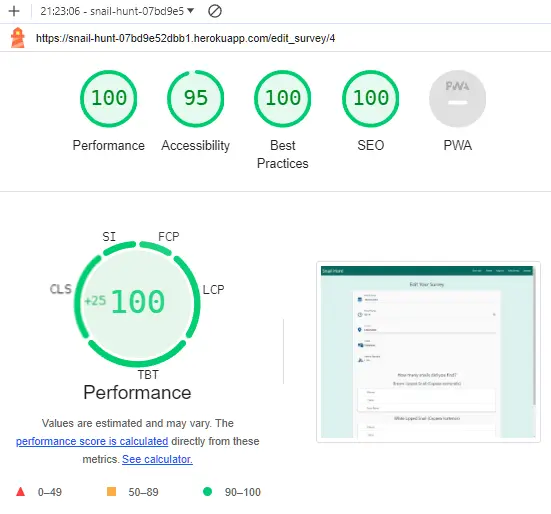 21:23:06 - snail-hunt-07bd9e5
https://snail-hunt-07bd9e52dbb1.herokuapp.com/edit_survey/4
100
95
100
100
PWA
Performance
Accessibility
Best
Practices
SEO
PWA
SI
FCP
CLS
+25
100
LCP
TBT
Performance
Values are estimated and may vary. The
performance score is calculated directly from these
metrics. See calculator.
0–49
50–89
90–100
Snail Hunt
Edit Your Survey
How many snails did you find?
Brown-Lipped Snail (Cepaea nemoralis)
White-Lipped Snail (Cepaea hortensis)